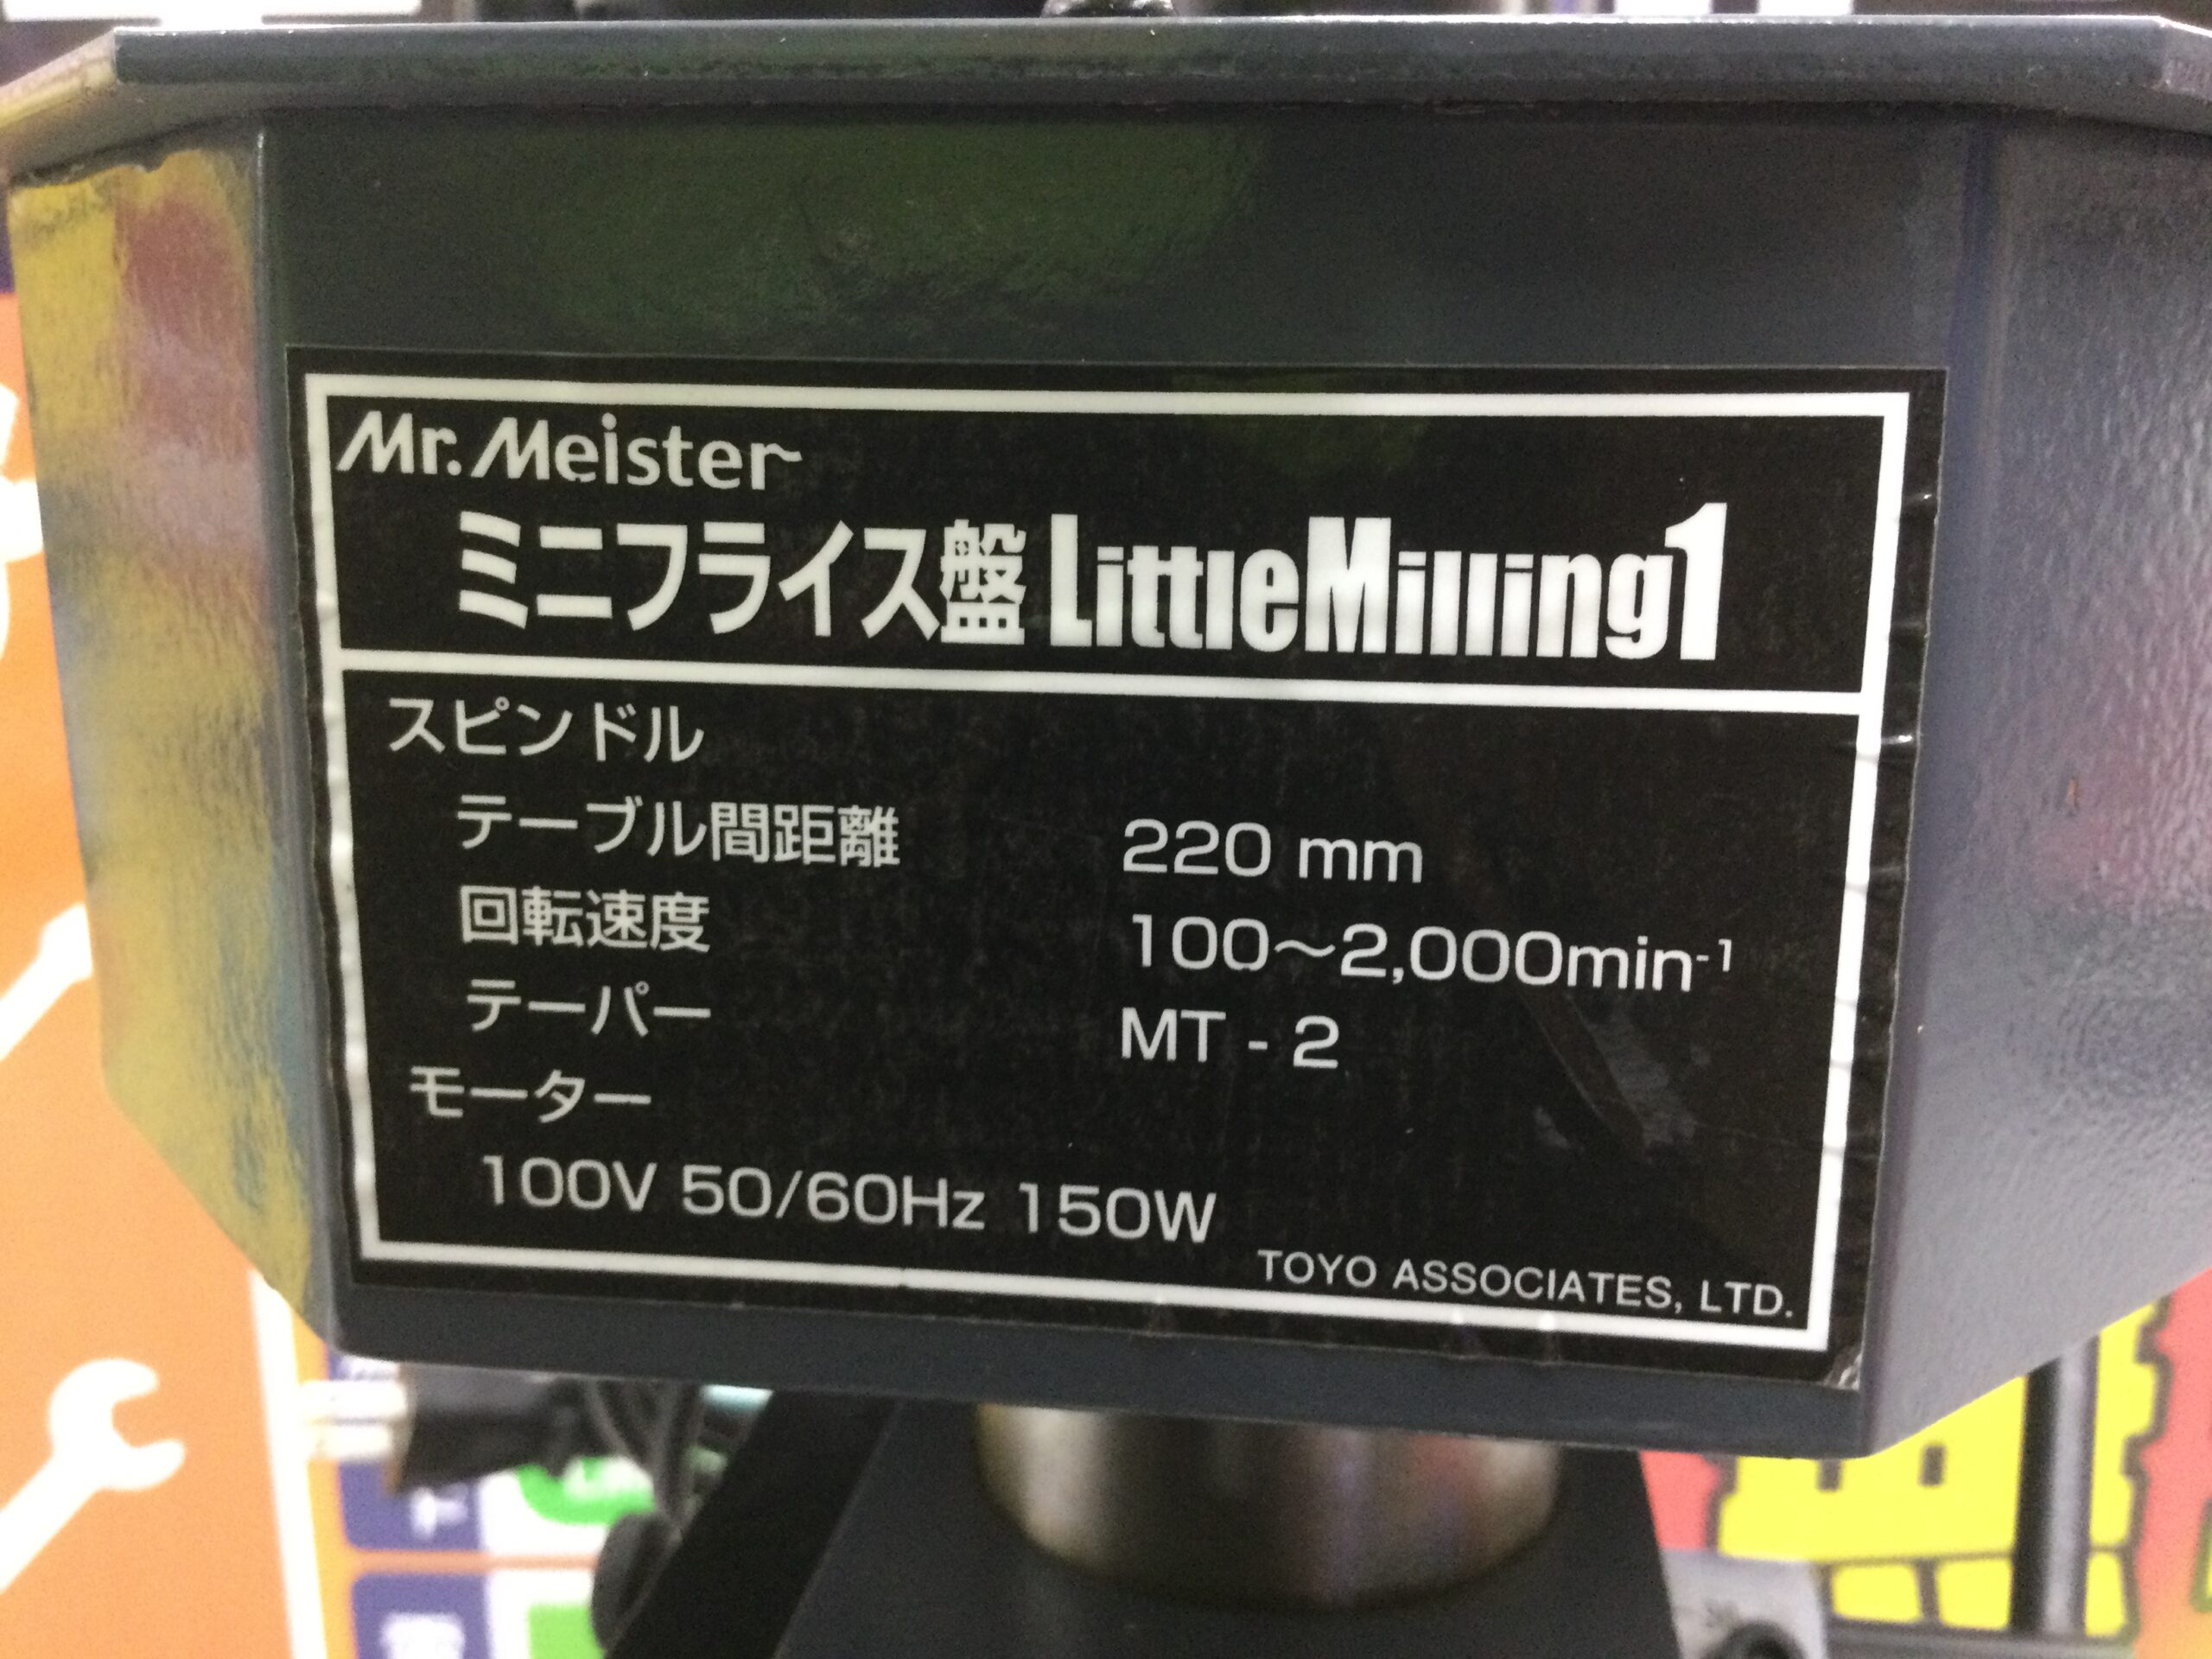 Mr.Meister
ミニフライス盤 LittleMilling1
スピンドル
テーブル間距離 220 mm
回転速度 100～2,000min⁻¹
テーパー MT - 2
モーター
100V 50/60Hz 150W
TOYO ASSOCIATES, LTD.